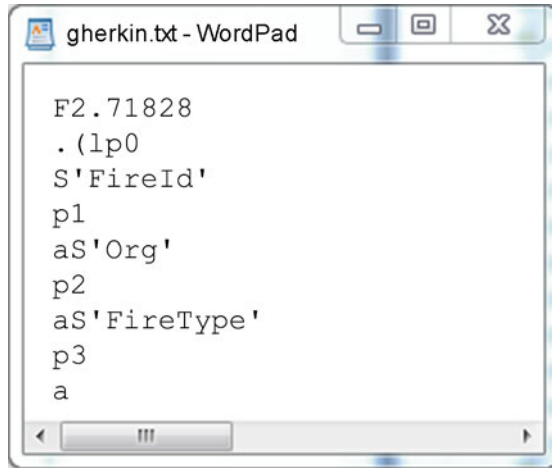 gherkin.txt - WordPad
F2.71828
.(lp0
S'FireId'
p1
aS'Org'
p2
aS'FireType'
p3
a